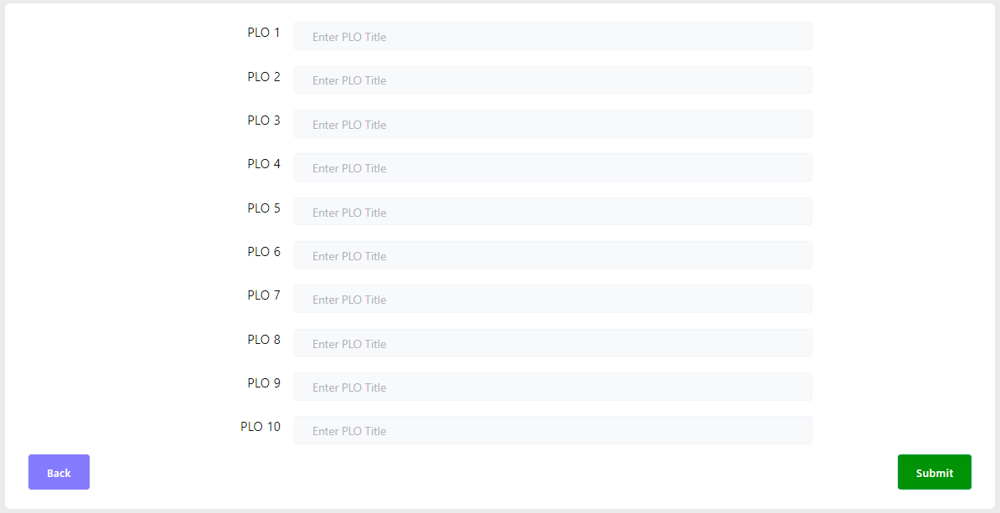 PLO 1 Enter PLO Title
PLO 2 Enter PLO Title
PLO 3 Enter PLO Title
PLO 4 Enter PLO Title
PLO 5 Enter PLO Title
PLO 6 Enter PLO Title
PLO 7 Enter PLO Title
PLO 8 Enter PLO Title
PLO 9 Enter PLO Title
PLO 10 Enter PLO Title
Back Submit